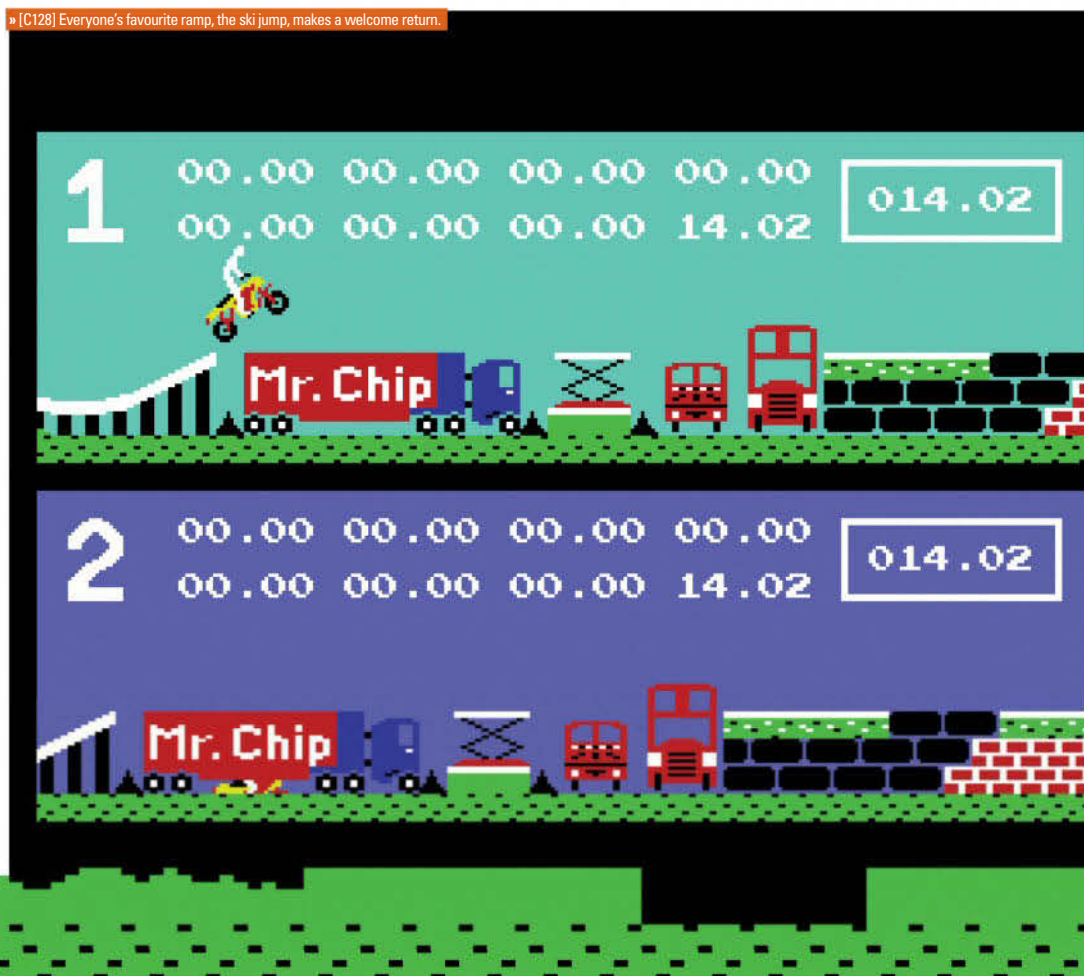 » [C128] Everyone's favourite ramp, the ski jump, makes a welcome return.
1 00.00 00.00 00.00 00.00
00.00 00.00 00.00 14.02
014.02
Mr. Chip
2 00.00 00.00 00.00 00.00
00.00 00.00 00.00 14.02
014.02
Mr. Chip